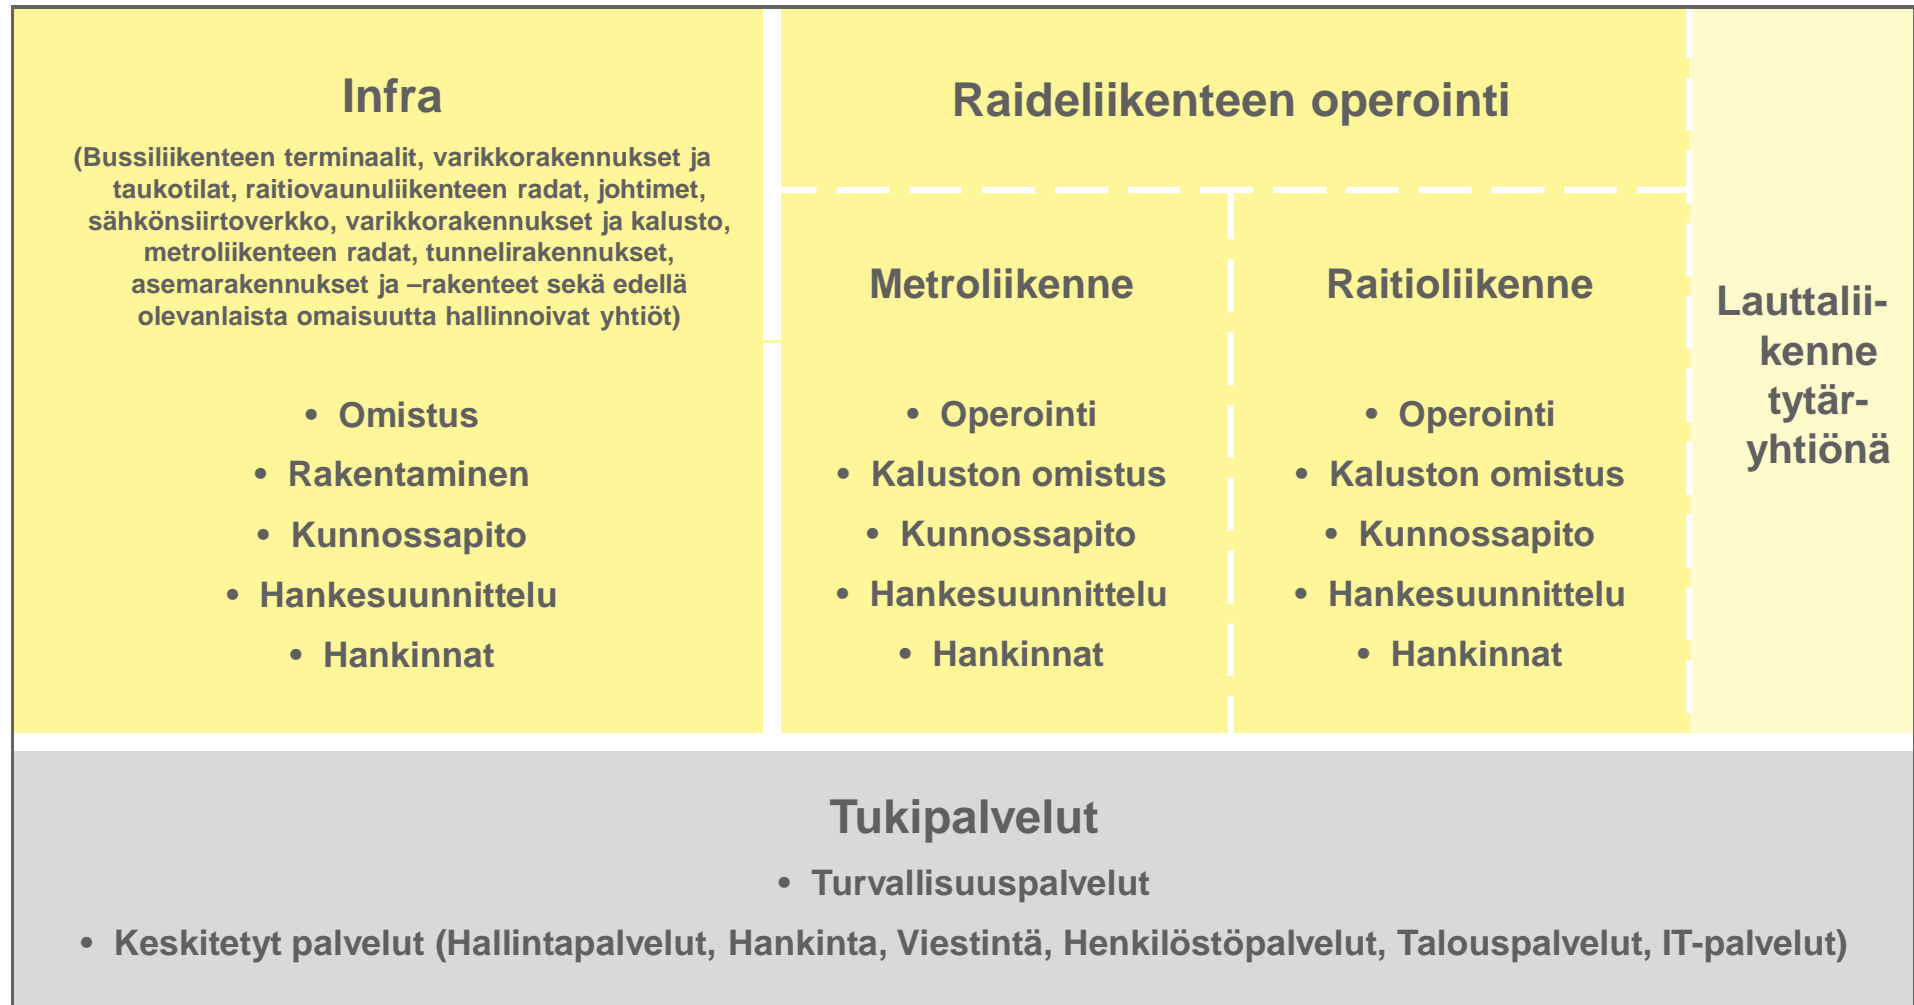 Infra
(Bussiliikenteen terminaalit, varikkorakennukset ja
taukotilat, raitiovaunuliikenteen radat, johtimet,
sähkönsiirtoverkko, varikkorakennukset ja kalusto,
metroliikenteen radat, tunnelirakennukset,
asemarakennukset ja –rakenteet sekä edellä
olevanlaista omaisuutta hallinnoivat yhtiöt)
• Omistus
• Rakentaminen
• Kunnossapito
• Hankesuunnittelu
• Hankinnat
Raideliikenteen operointi
Metroliikenne
• Operointi
• Kaluston omistus
• Kunnossapito
• Hankesuunnittelu
• Hankinnat
Raitioliikenne
• Operointi
• Kaluston omistus
• Kunnossapito
• Hankesuunnittelu
• Hankinnat
Lauttalii-
kenne
tytär-
yhtiönä
Tukipalvelut
• Turvallisuuspalvelut
• Keskitetyt palvelut (Hallintapalvelut, Hankinta, Viestintä, Henkilöstöpalvelut, Talouspalvelut, IT-palvelut)